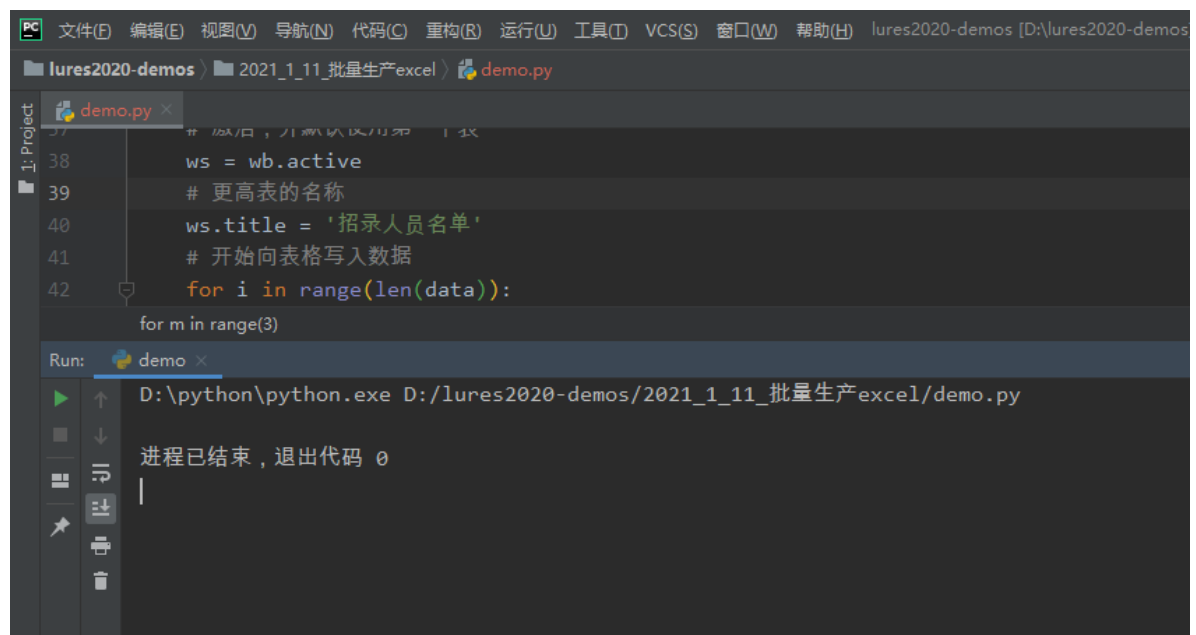 PC 文件(F) 编辑(E) 视图(V) 导航(N) 代码(C) 重构(R) 运行(U) 工具(T) VCS(S) 窗口(W) 帮助(H) lures2020-demos [D:\lures2020-demos]
lures2020-demos 2021_1_11_批量生产excel demo.py
1: Project
demo.py
38 ws = wb.active
39 # 更高表的名称
40 ws.title = '招录人员名单'
41 # 开始向表格写入数据
42 for i in range(len(data)):
for m in range(3)
Run: demo
D:\python\python.exe D:/lures2020-demos/2021_1_11_批量生产excel/demo.py
进程已结束，退出代码 0